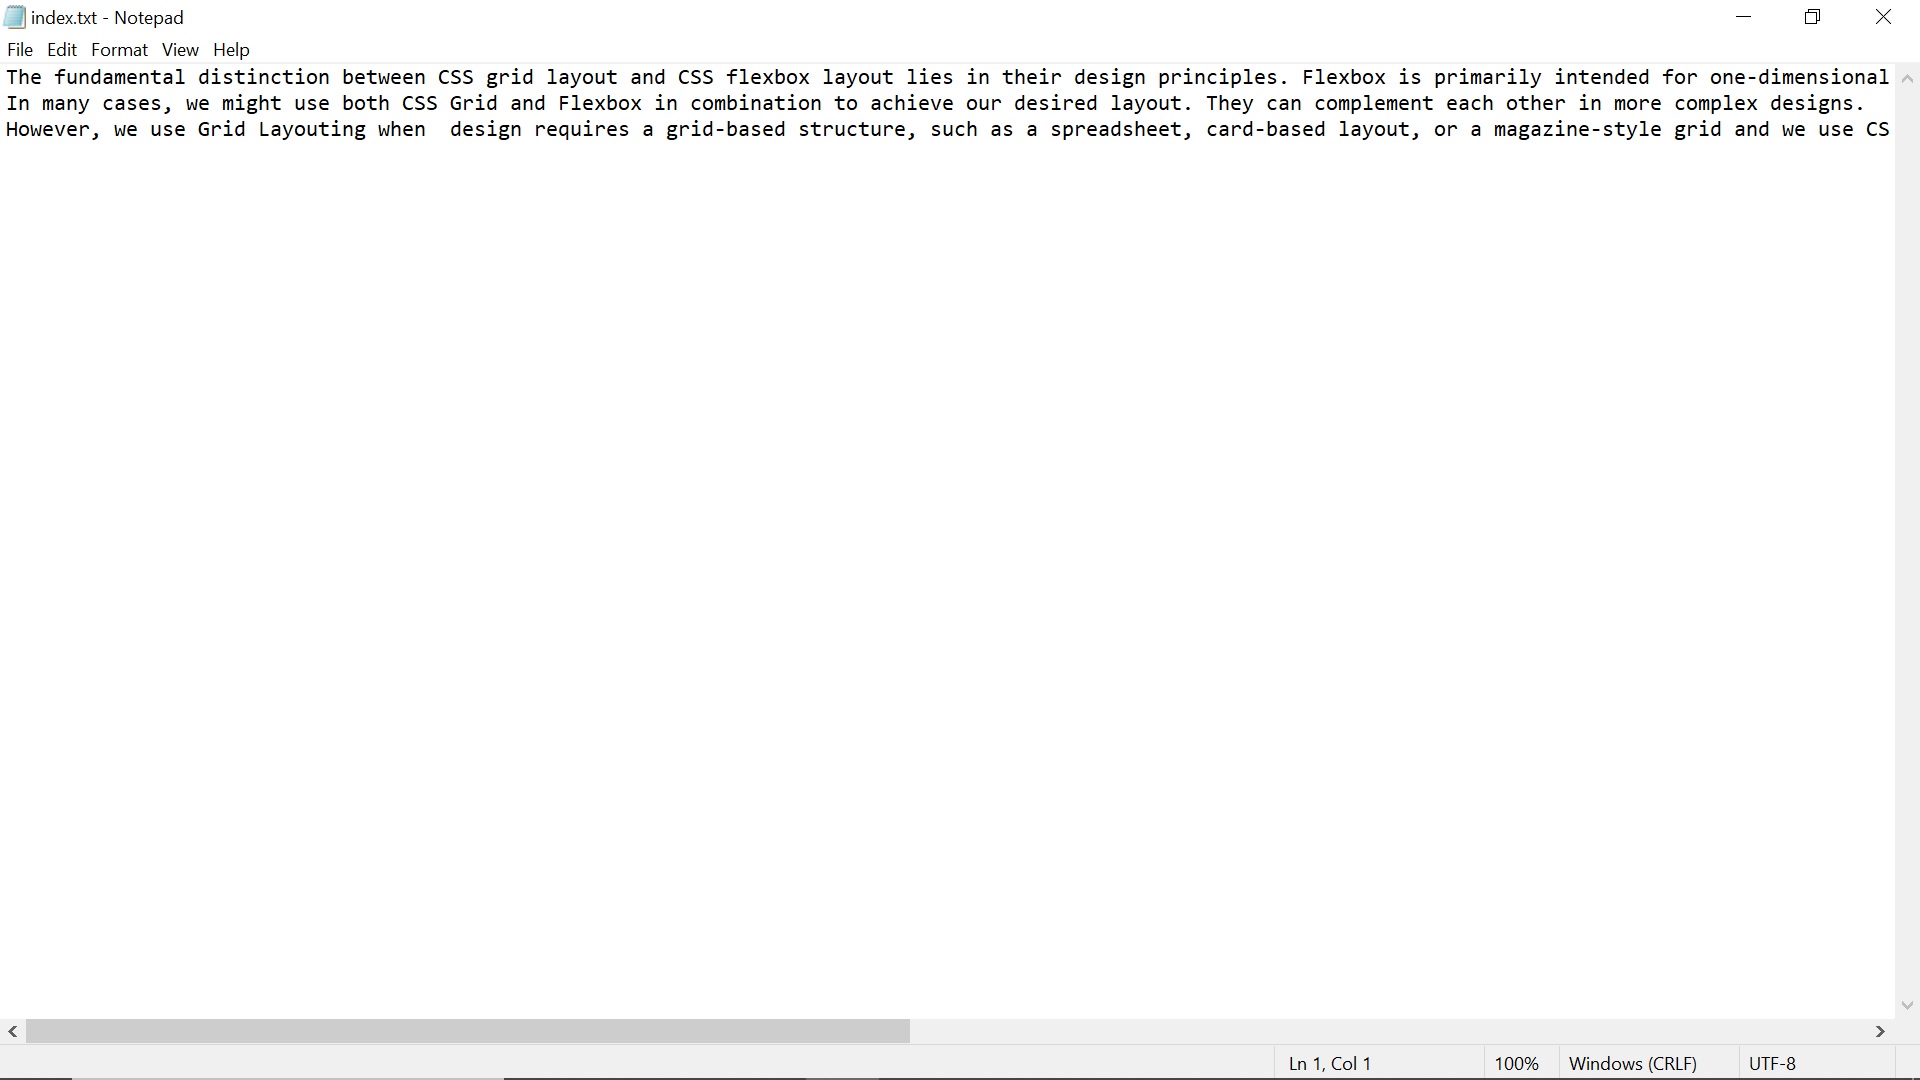 index.txt - Notepad
File Edit Format View Help
The fundamental distinction between CSS grid layout and CSS flexbox layout lies in their design principles. Flexbox is primarily intended for one-dimensional
In many cases, we might use both CSS Grid and Flexbox in combination to achieve our desired layout. They can complement each other in more complex designs.
However, we use Grid Layouting when  design requires a grid-based structure, such as a spreadsheet, card-based layout, or a magazine-style grid and we use CS
Ln 1, Col 1 100% Windows (CRLF) UTF-8